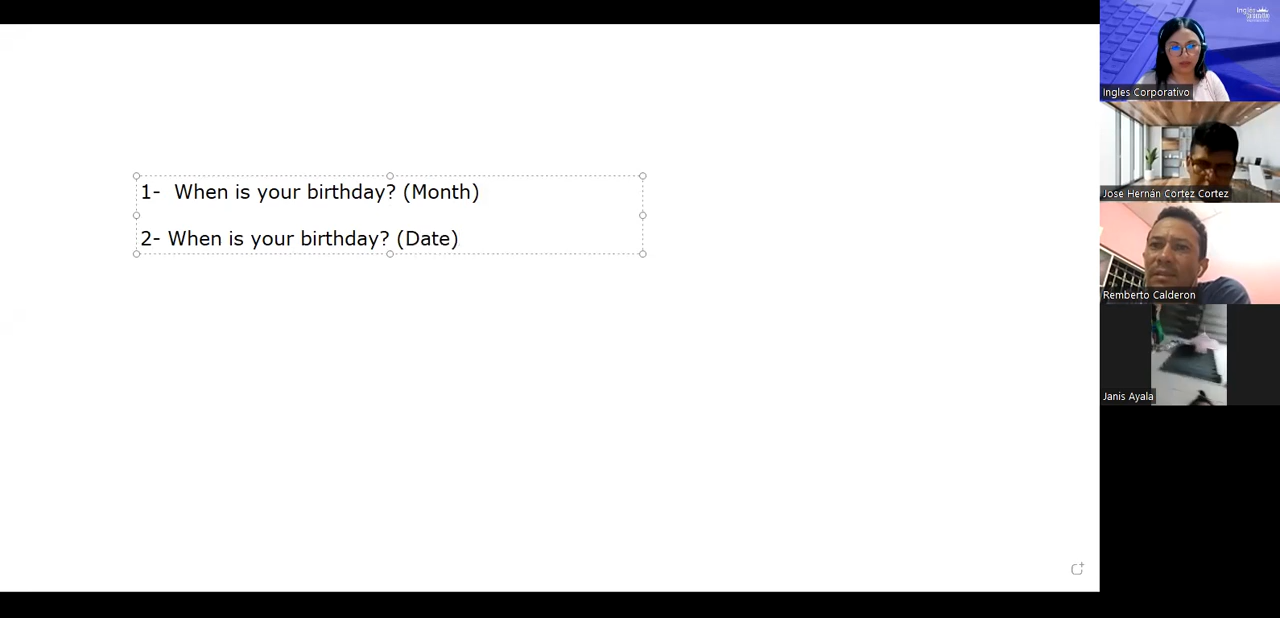 1- When is your birthday? (Month)
2- When is your birthday? (Date)
Ingles Corporativo
Jose Hernán Cortez Cortez
Remberto Calderon
Janis Ayala